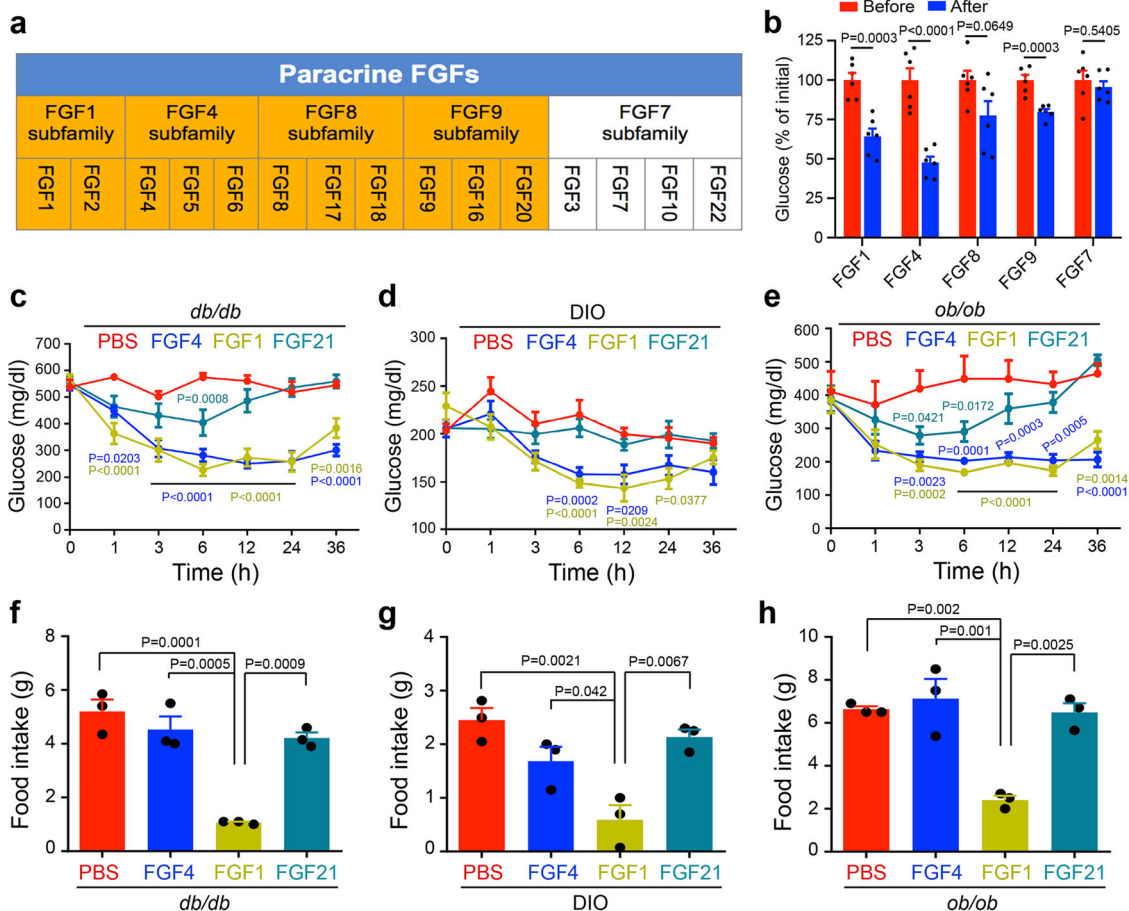 a
Paracrine FGFs
FGF1 subfamily
FGF4 subfamily
FGF8 subfamily
FGF9 subfamily
FGF7 subfamily
FGF1
FGF2
FGF4
FGF5
FGF6
FGF8
FGF17
FGF18
FGF9
FGF16
FGF20
FGF3
FGF7
FGF10
FGF22
b
Before After
P=0.0003 P<0.0001 P=0.0649 P=0.0003 P=0.5405
Glucose (% of initial)
125
100
75
50
25
0
FGF1 FGF4 FGF8 FGF9 FGF7
c
db/db
PBS FGF4 FGF1 FGF21
Glucose (mg/dl)
700
600
500
400
300
200
100
0
P=0.0008
P=0.0203
P<0.0001
P<0.0001 P<0.0001
P=0.0016
P<0.0001
0 1 3 6 12 24 36
Time (h)
d
DIO
PBS FGF4 FGF1 FGF21
Glucose (mg/dl)
300
250
200
150
100
P=0.0002
P<0.0001
P=0209
P=0.0024
P=0.0377
0 1 3 6 12 24 36
Time (h)
e
ob/ob
PBS FGF4 FGF1 FGF21
Glucose (mg/dl)
600
500
400
300
200
100
0
P=0.0421
P=0.0172
P=0.0001
P=0.0003
P=0.0005
P=0.0023
P=0.0002
P<0.0001
P=0.0014
P<0.0001
0 1 3 6 12 24 36
Time (h)
f
P=0.0001
P=0.0005 P=0.0009
Food intake (g)
8
6
4
2
0
PBS FGF4 FGF1 FGF21
db/db
g
P=0.0021
P=0.0067
P=0.042
Food intake (g)
4
3
2
1
0
PBS FGF4 FGF1 FGF21
DIO
h
P=0.002
P=0.001
P=0.0025
Food intake (g)
10
8
6
4
2
0
PBS FGF4 FGF1 FGF21
ob/ob